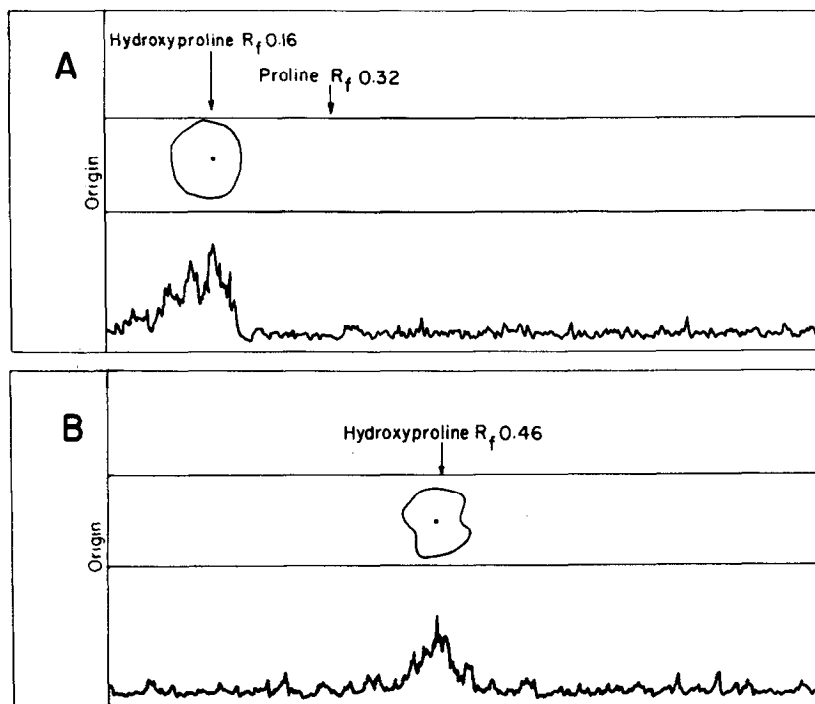 A
Hydroxyproline Rf 0.16
Proline Rf 0.32
Origin
B
Hydroxyproline Rf 0.46
Origin